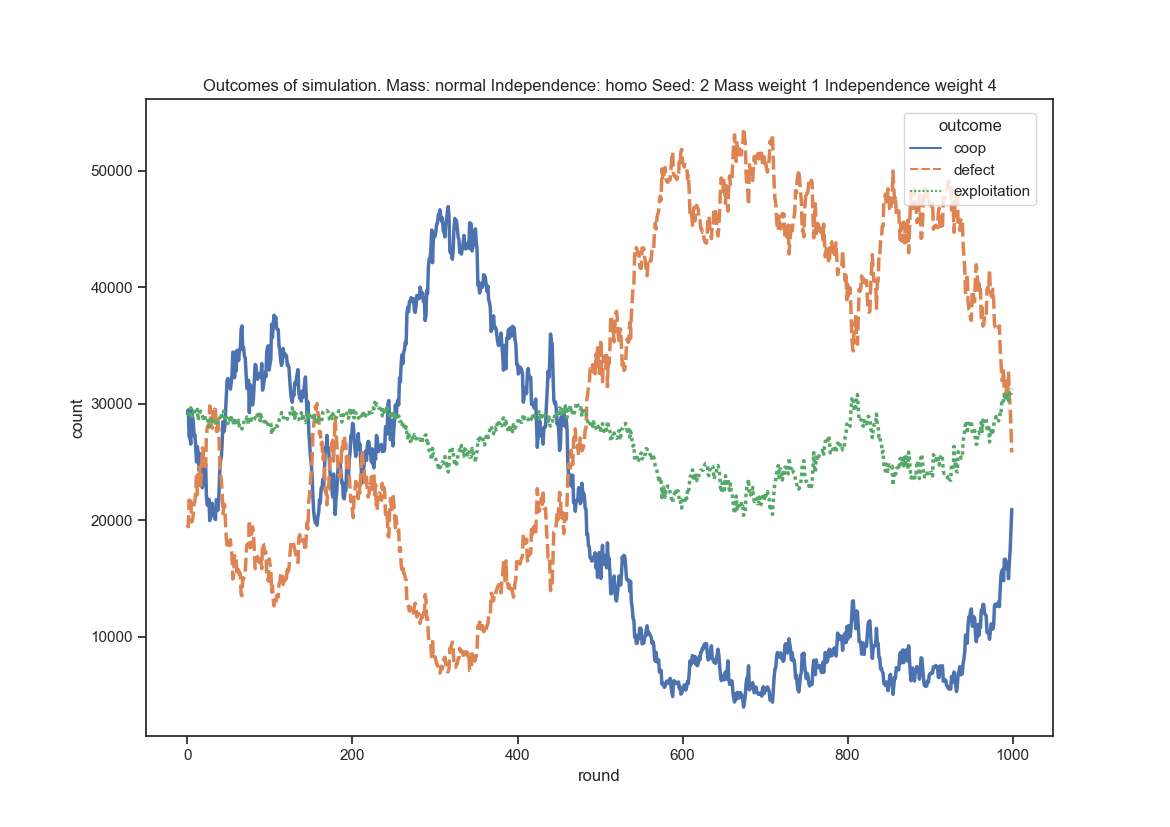 Outcomes of simulation. Mass: normal Independence: homo Seed: 2 Mass weight 1 Independence weight 4
outcome
coop
defect
exploitation
50000
40000
30000
20000
10000
count
0
200
400
600
800
1000
round